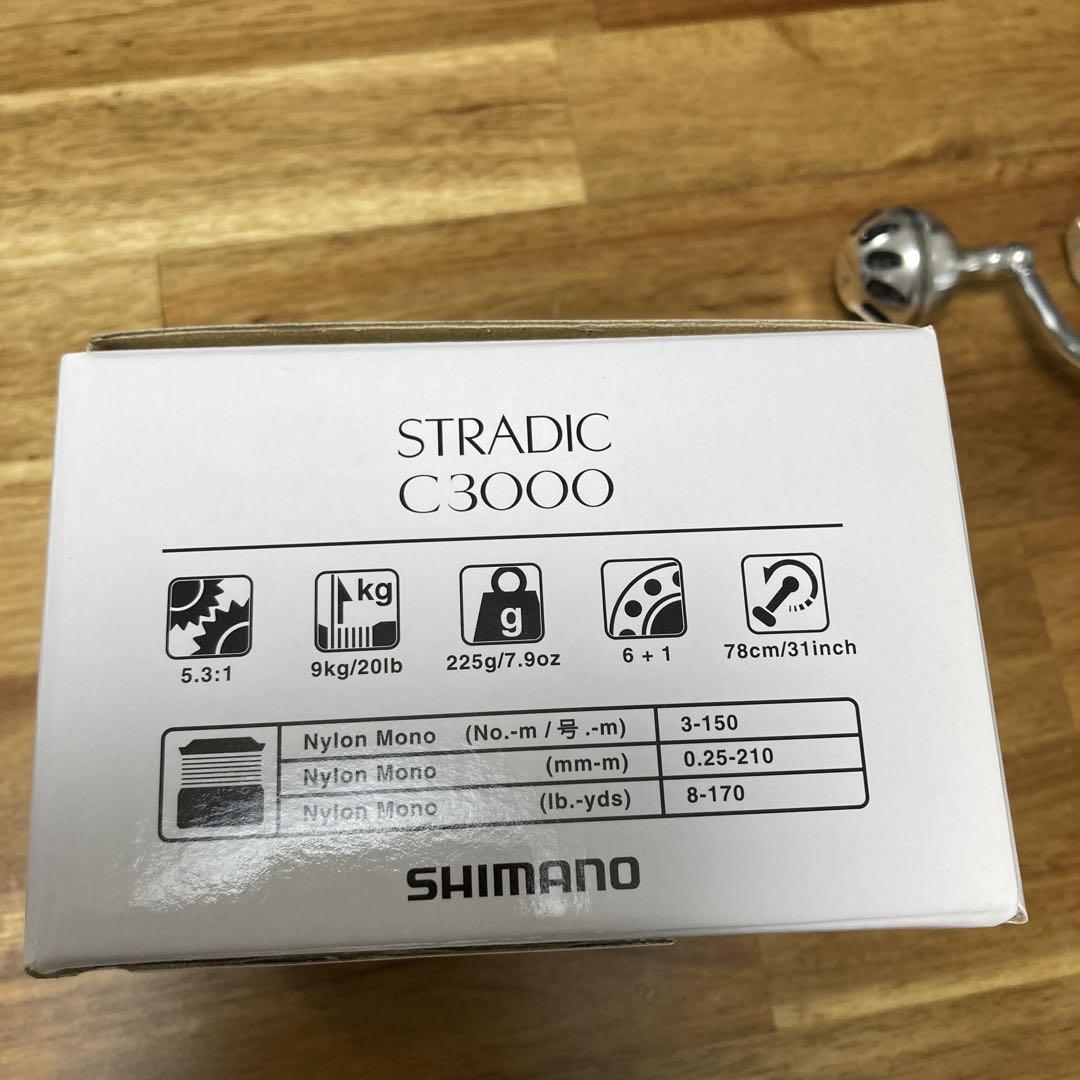 STRADIC
C3000
kg
g
5.3:1
9kg/20lb
225g/7.9oz
6 + 1
78cm/31inch
Nylon Mono (No.-m / 号 .-m) 3-150
Nylon Mono (mm-m) 0.25-210
Nylon Mono (lb.-yds) 8-170
SHIMANO